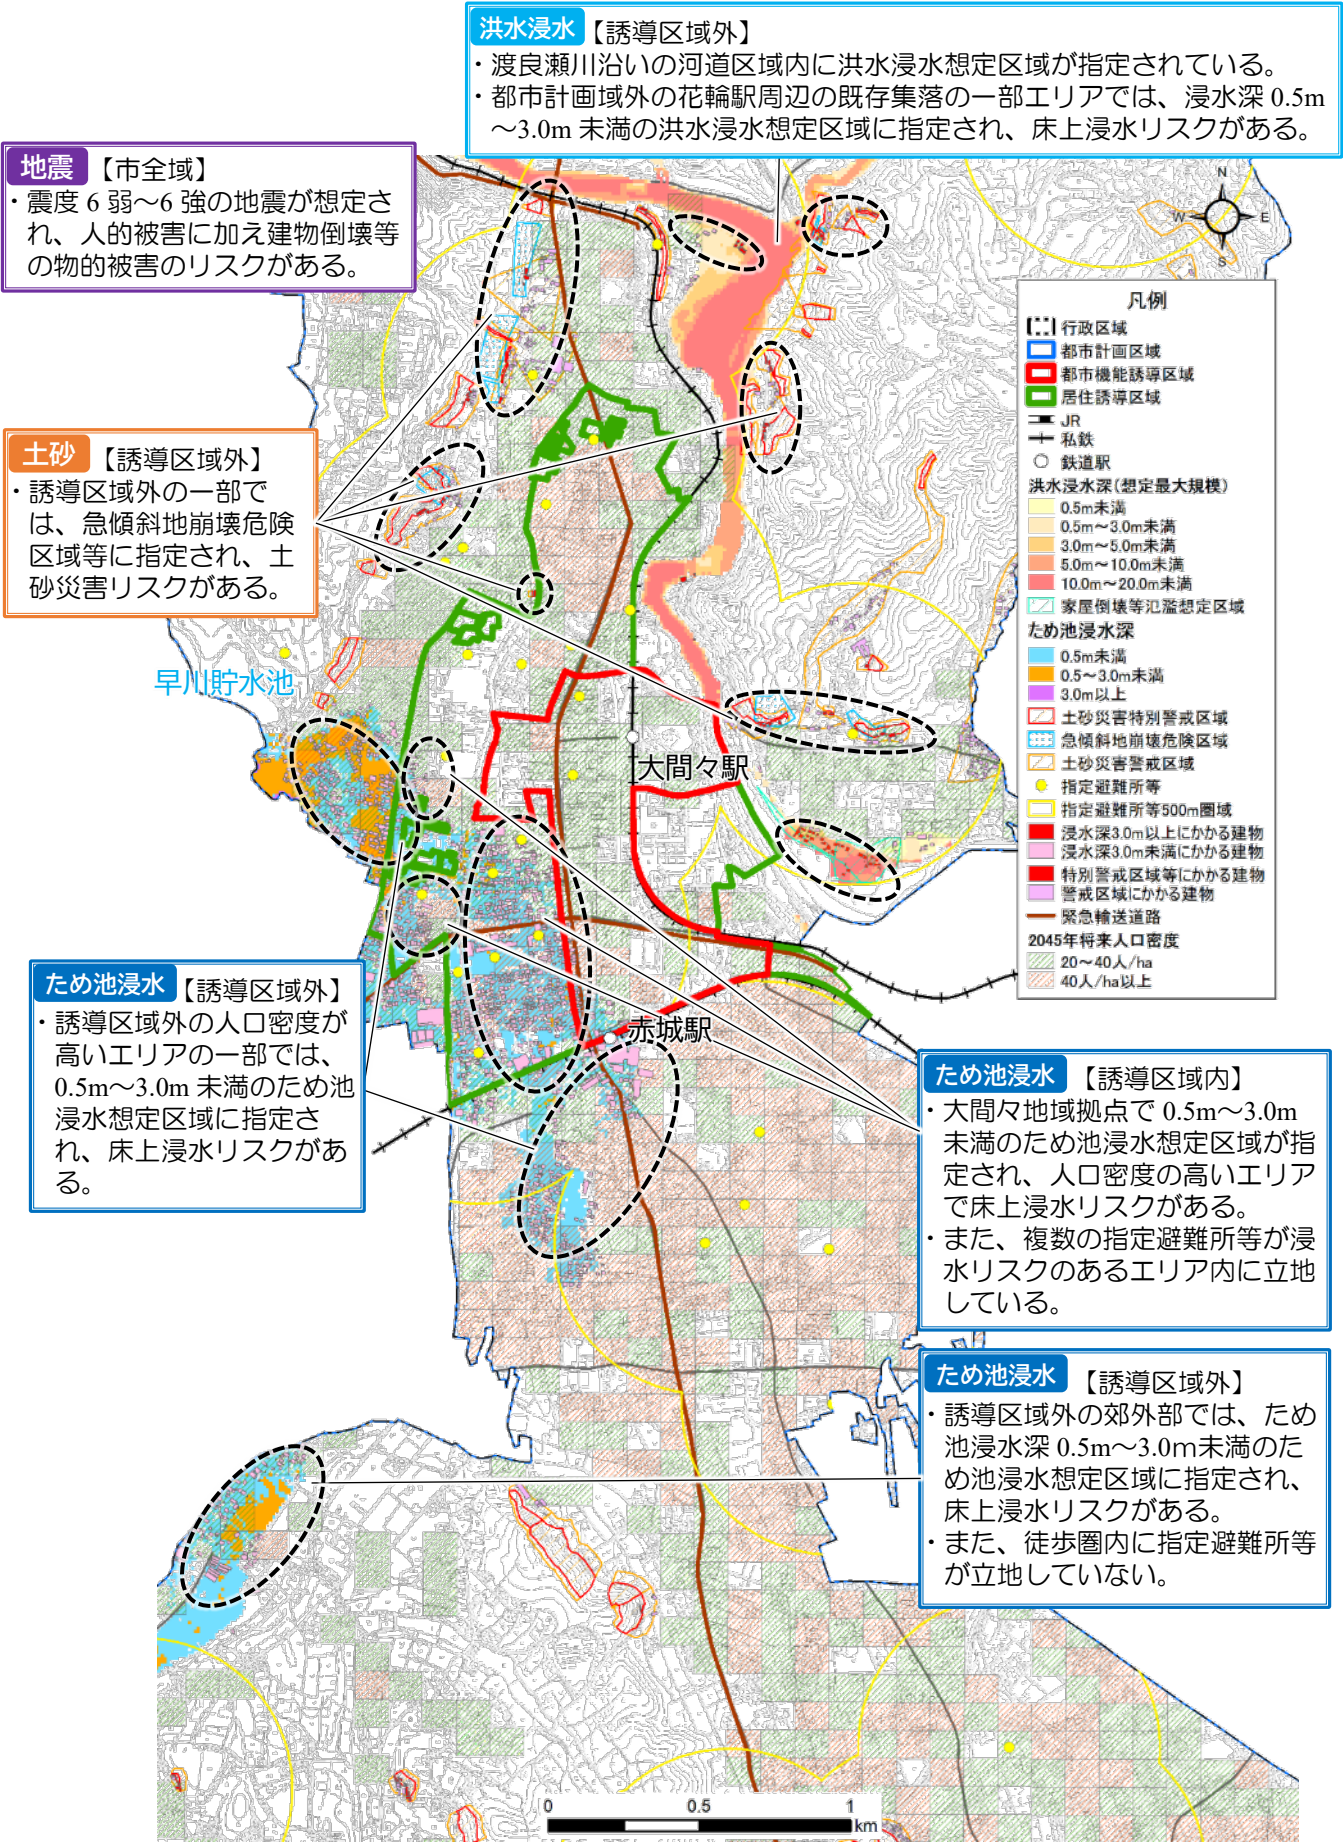 洪水浸水【誘導区域外】
・渡良瀬川沿いの河道区域内に洪水浸水想定区域が指定されている。
・都市計画域外の花輪駅周辺の既存集落の一部エリアでは、浸水深 0.5m
～3.0m 未満の洪水浸水想定区域に指定され、床上浸水リスクがある。
地震【市全域】
・震度 6 弱～6 強の地震が想定さ
れ、人的被害に加え建物倒壊等
の物的被害のリスクがある。
N
W
E
S
土砂【誘導区域外】
・誘導区域外の一部で
は、急傾斜地崩壊危険
区域等に指定され、土
砂災害リスクがある。
凡例
行政区域
都市計画区域
都市機能誘導区域
居住誘導区域
JR
私鉄
鉄道駅
洪水浸水深(想定最大規模)
0.5m未満
0.5m～3.0m未満
3.0m～5.0m未満
5.0m～10.0m未満
10.0m～20.0m未満
家屋倒壊等氾濫想定区域
ため池浸水深
0.5m未満
0.5～3.0m未満
3.0m以上
土砂災害特別警戒区域
急傾斜地崩壊危険区域
土砂災害警戒区域
指定避難所等
指定避難所等500m圏域
浸水深3.0m以上にかかる建物
浸水深3.0m未満にかかる建物
特別警戒区域等にかかる建物
警戒区域にかかる建物
緊急輸送道路
2045年将来人口密度
20～40人/ha
40人/ha以上
早川貯水池
大間々駅
赤城駅
ため池浸水【誘導区域外】
・誘導区域外の人口密度が
高いエリアの一部では、
0.5m～3.0m 未満のため池
浸水想定区域に指定さ
れ、床上浸水リスクがあ
る。
ため池浸水【誘導区域内】
・大間々地域拠点で 0.5m～3.0m
未満のため池浸水想定区域が指
定され、人口密度の高いエリア
で床上浸水リスクがある。
・また、複数の指定避難所等が浸
水リスクのあるエリア内に立地
している。
ため池浸水【誘導区域外】
・誘導区域外の郊外部では、ため
池浸水深 0.5m～3.0ｍ未満のた
め池浸水想定区域に指定され、
床上浸水リスクがある。
・また、徒歩圏内に指定避難所等
が立地していない。
0 0.5 1
km